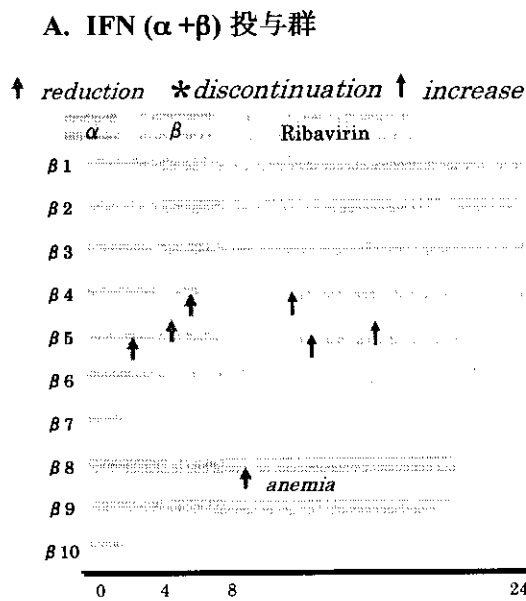 A. IFN (α +β) 投与群
reduction *discontinuation increase
α β Ribavirin
β 1
β 2
β 3
β 4
β 5
β 6
β 7
β 8
anemia
β 9
β 10
0 4 8 24